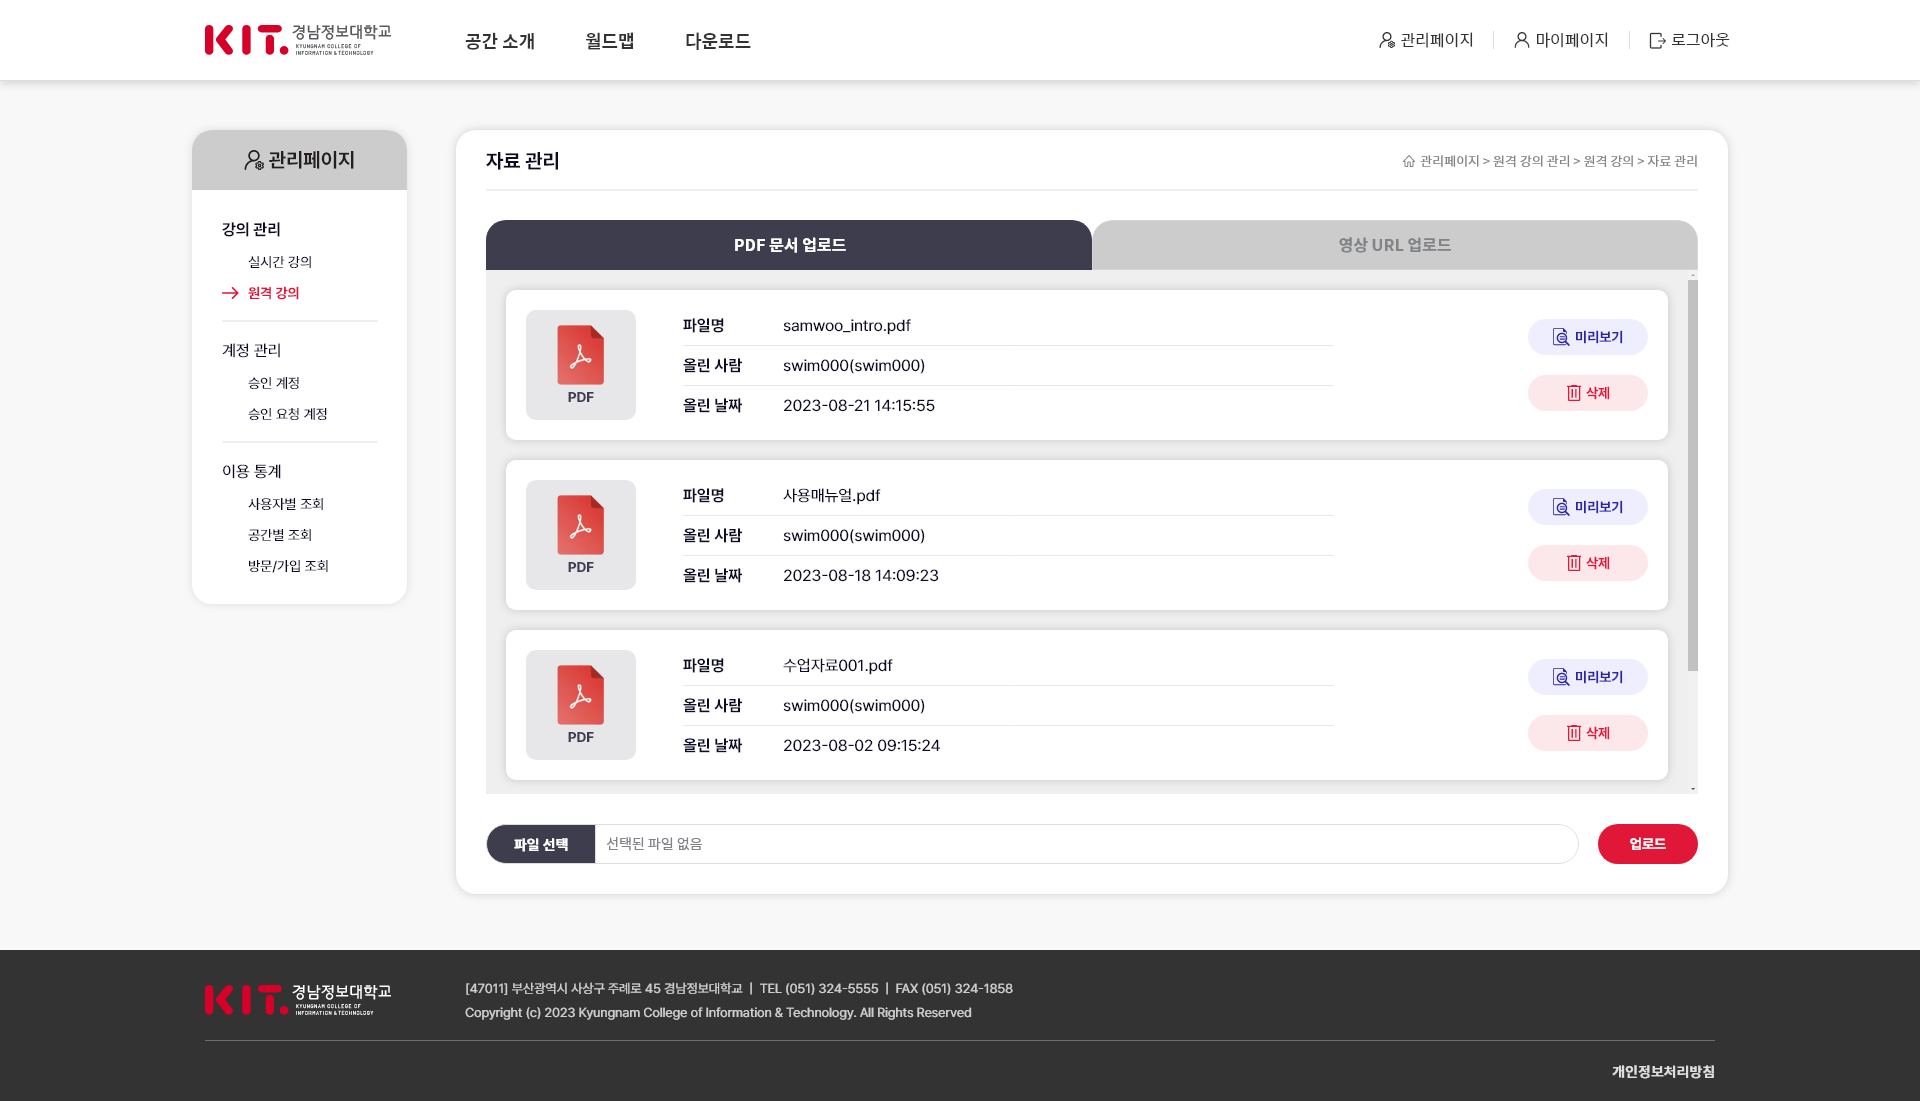 KIT. 경남정보대학교
KYUNGNAM COLLEGE OF
INFORMATION & TECHNOLOGY
공간 소개 월드맵 다운로드
관리페이지 마이페이지 로그아웃
관리페이지
강의 관리
실시간 강의
원격 강의
계정 관리
승인 계정
승인 요청 계정
이용 통계
사용자별 조회
공간별 조회
방문/가입 조회
자료 관리
관리페이지 > 원격 강의 관리 > 원격 강의 > 자료 관리
PDF 문서 업로드 영상 URL 업로드
PDF
파일명 samwoo_intro.pdf
올린 사람 swim000(swim000)
올린 날짜 2023-08-21 14:15:55
미리보기
삭제
PDF
파일명 사용매뉴얼.pdf
올린 사람 swim000(swim000)
올린 날짜 2023-08-18 14:09:23
미리보기
삭제
PDF
파일명 수업자료001.pdf
올린 사람 swim000(swim000)
올린 날짜 2023-08-02 09:15:24
미리보기
삭제
파일 선택 선택된 파일 없음 업로드
KIT. 경남정보대학교
KYUNGNAM COLLEGE OF
INFORMATION & TECHNOLOGY
[47011] 부산광역시 사상구 주례로 45 경남정보대학교 | TEL (051) 324-5555 | FAX (051) 324-1858
Copyright (c) 2023 Kyungnam College of Information & Technology. All Rights Reserved
개인정보처리방침